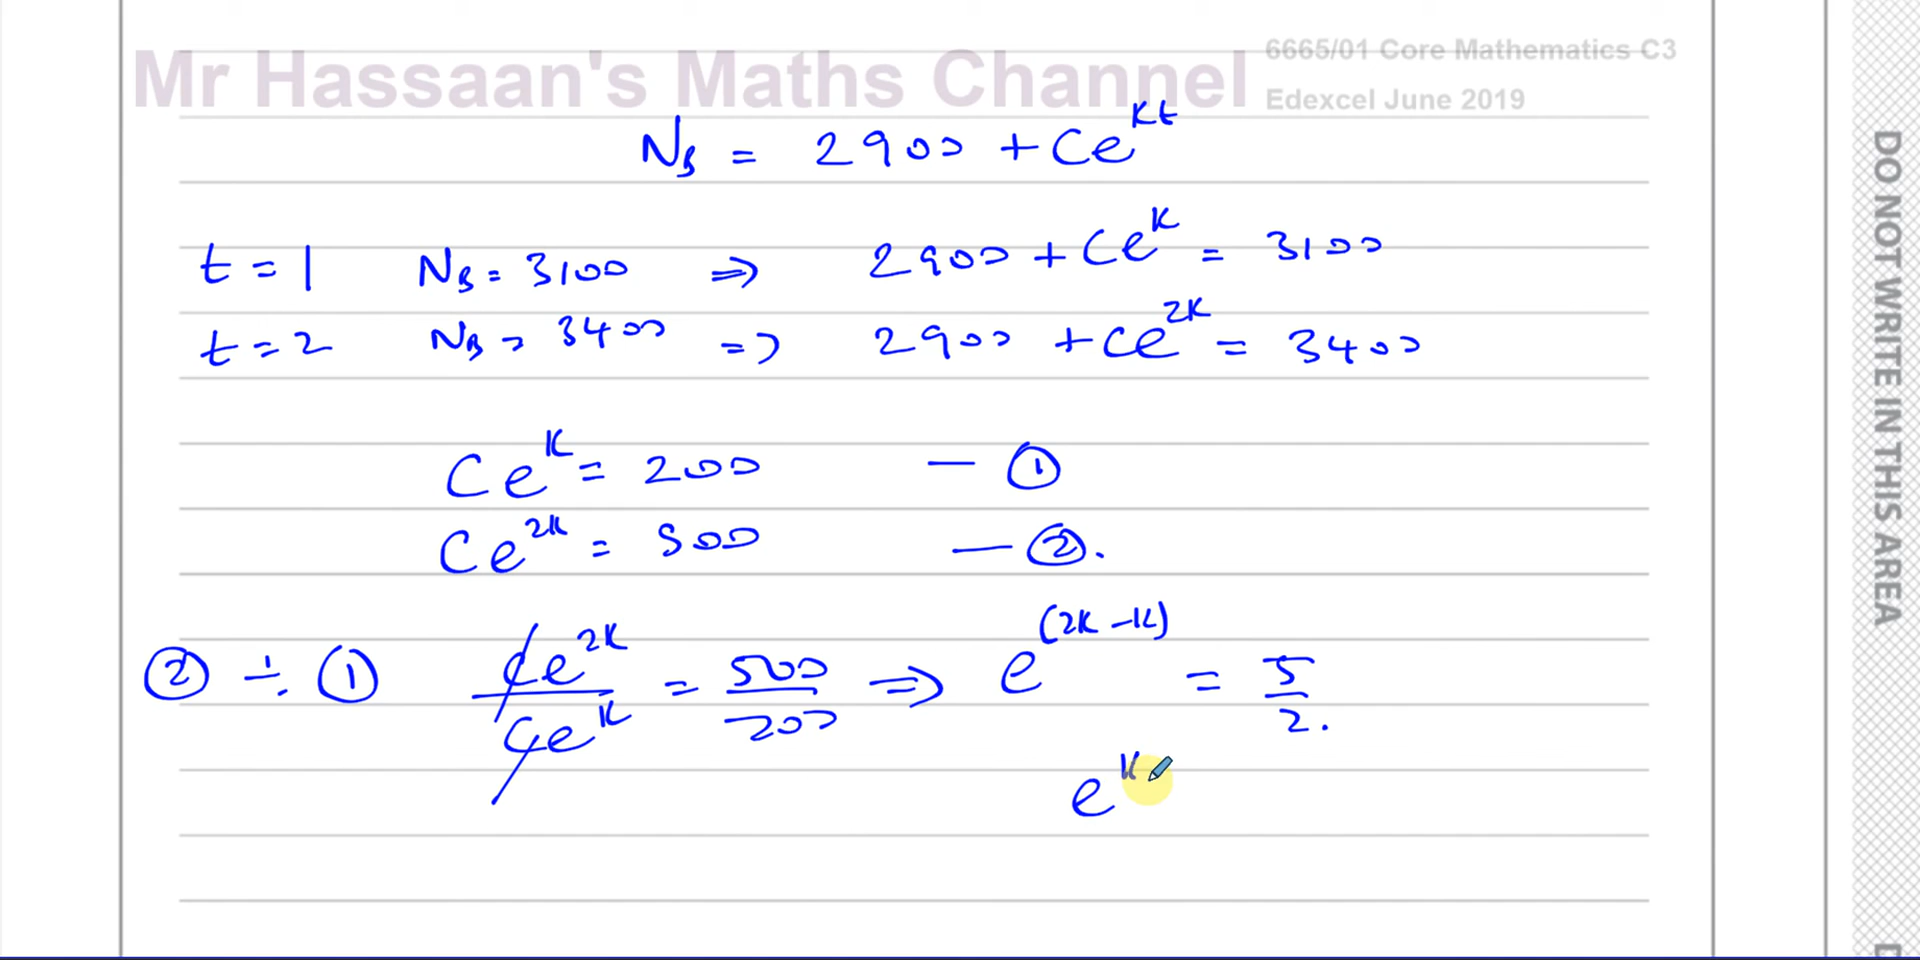 Mr Hassaan's Maths Channel
6665/01 Core Mathematics C3
Edexcel June 2019
N_B = 2900 + Ce^{kt}
t = 1 N_B = 3100 ⇒ 2900 + Ce^k = 3100
t = 2 N_B = 3400 ⇒ 2900 + Ce^{2k} = 3400
Ce^k = 200 — ①
Ce^{2k} = 500 — ②.
② ÷ ① Ce^{2k}/Ce^k = 500/200 ⇒ e^{(2k-k)} = 5/2.
e^k
DO NOT WRITE IN THIS AREA